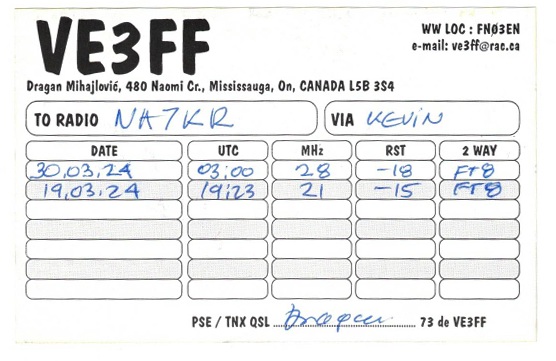 VE3FF
WW LOC : FNØ3EN
e-mail: ve3ff@rac.ca
Dragan Mihajlović, 480 Naomi Cr., Mississauga, On, CANADA L5B 3S4
TO RADIO NA7KR VIA KEVIN
DATE UTC MHz RST 2 WAY
30,03,24 03:00 28 -18 FT8
19,03,24 19:23 21 -15 FT8
PSE / TNX QSL 73 de VE3FF